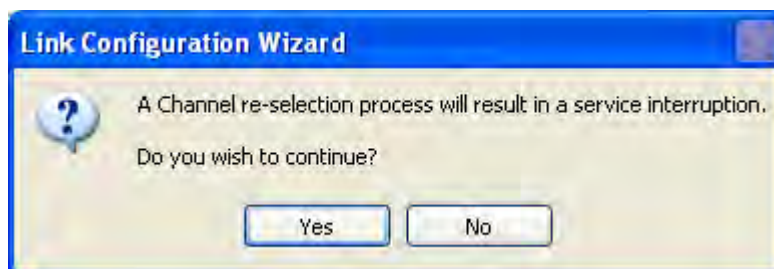 Link Configuration Wizard
A Channel re-selection process will result in a service interruption.
Do you wish to continue?
Yes
No